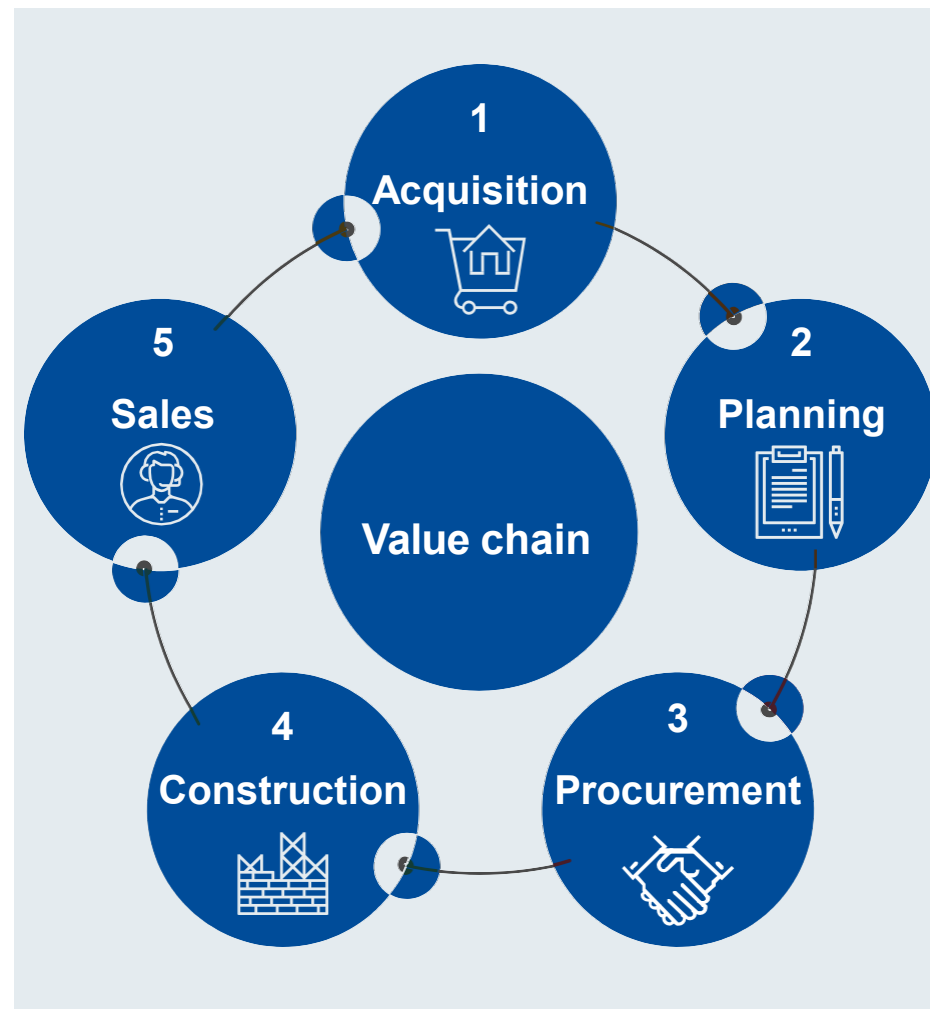 1
Acquisition
2
Planning
3
Procurement
4
Construction
5
Sales
Value chain